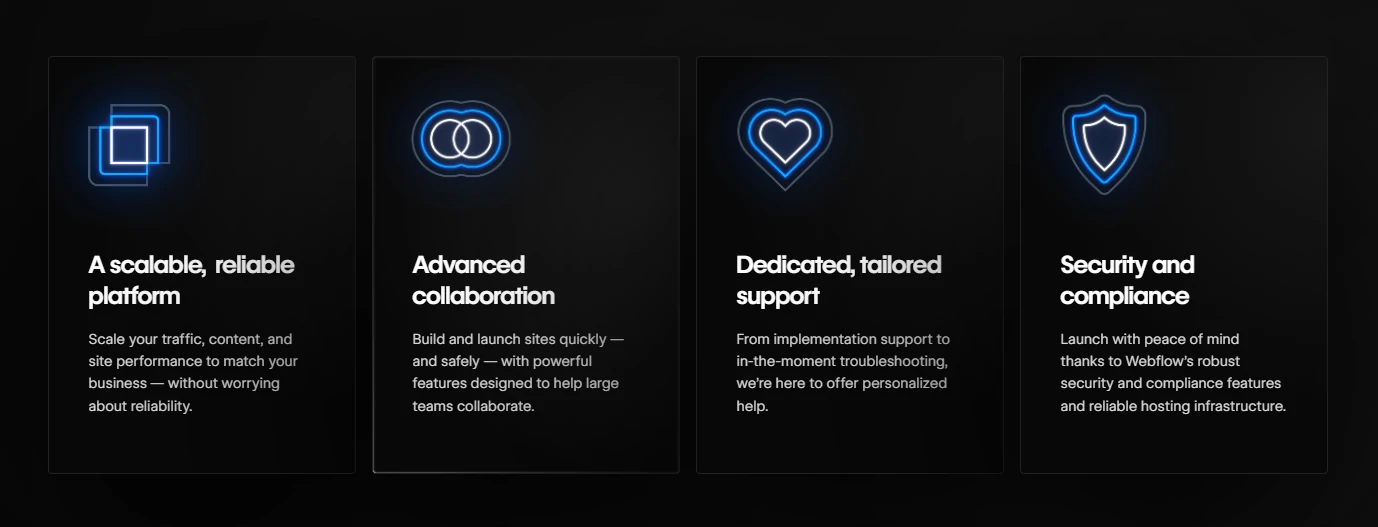 A scalable, reliable
platform
Scale your traffic, content, and
site performance to match your
business — without worrying
about reliability.
Advanced
collaboration
Build and launch sites quickly —
and safely — with powerful
features designed to help large
teams collaborate.
Dedicated, tailored
support
From implementation support to
in-the-moment troubleshooting,
we’re here to offer personalized
help.
Security and
compliance
Launch with peace of mind
thanks to Webflow’s robust
security and compliance features
and reliable hosting infrastructure.